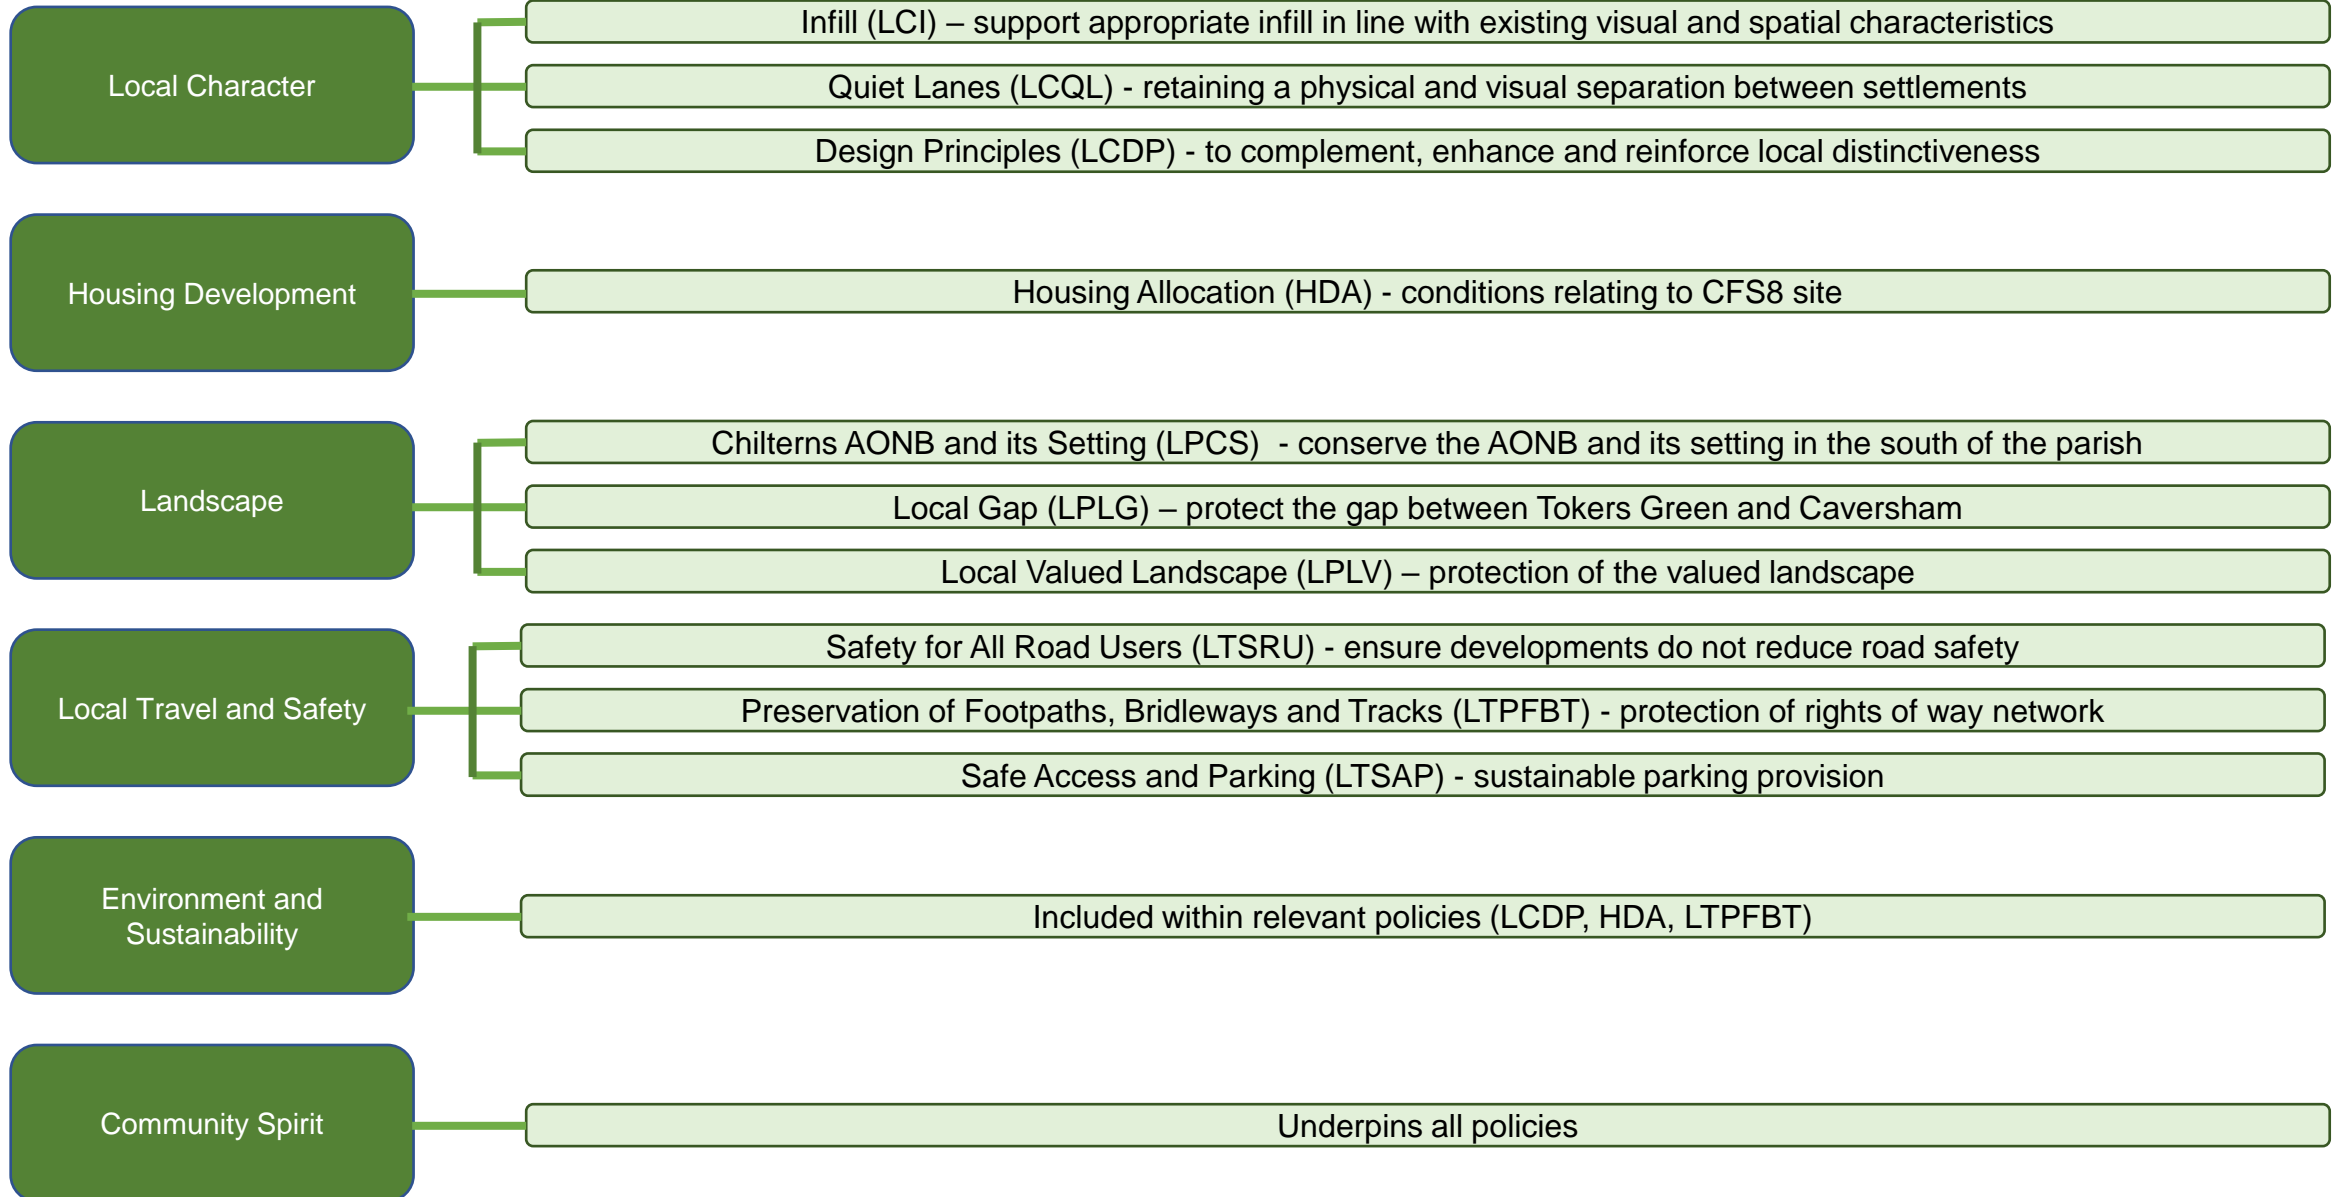 Local Character
Infill (LCI) – support appropriate infill in line with existing visual and spatial characteristics
Quiet Lanes (LCQL) - retaining a physical and visual separation between settlements
Design Principles (LCDP) - to complement, enhance and reinforce local distinctiveness
Housing Development
Housing Allocation (HDA) - conditions relating to CFS8 site
Landscape
Chilterns AONB and its Setting (LPCS)  - conserve the AONB and its setting in the south of the parish
Local Gap (LPLG) – protect the gap between Tokers Green and Caversham
Local Valued Landscape (LPLV) – protection of the valued landscape
Local Travel and Safety
Safety for All Road Users (LTSRU) - ensure developments do not reduce road safety
Preservation of Footpaths, Bridleways and Tracks (LTPFBT) - protection of rights of way network
Safe Access and Parking (LTSAP) - sustainable parking provision
Environment and
Sustainability
Included within relevant policies (LCDP, HDA, LTPFBT)
Community Spirit
Underpins all policies